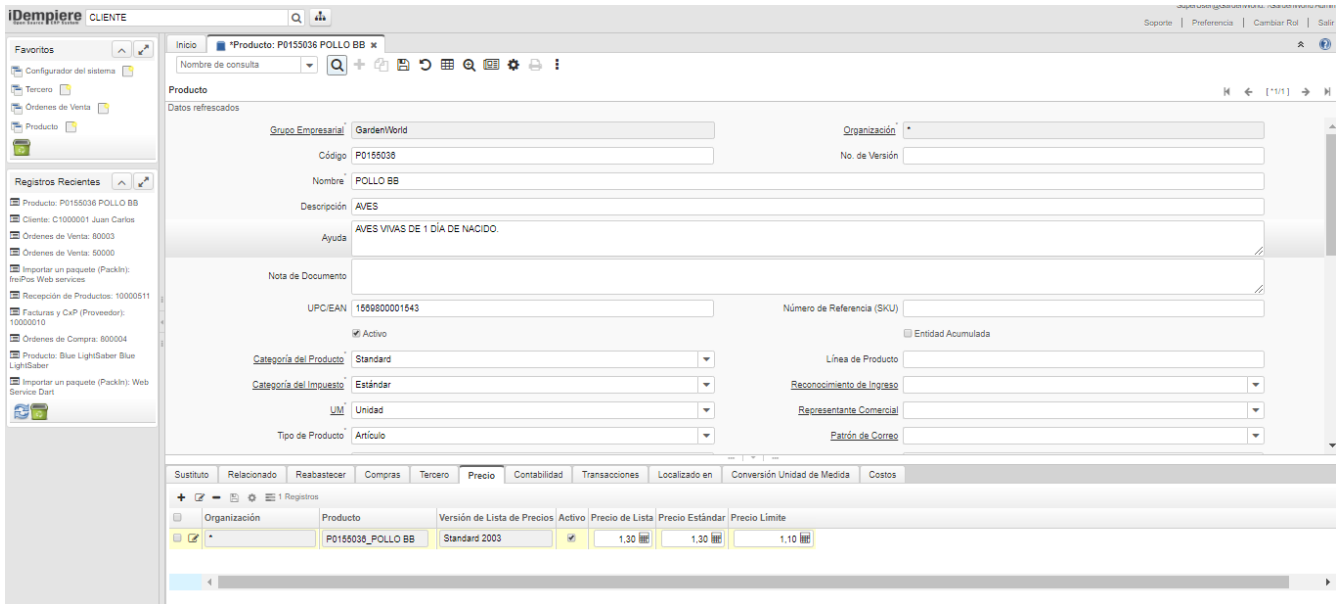 SuperUser@GardenWorld.*/GardenWorld Admin
iDempiere CLIENTE
Open Source ERP System
Soporte | Preferencia | Cambiar Rol | Salir
Favoritos
Configurador del sistema
Tercero
Órdenes de Venta
Producto
Registros Recientes
Producto: P0155036 POLLO BB
Cliente: C1000001 Juan Carlos
Órdenes de Venta: 80003
Órdenes de Venta: 50000
Importar un paquete (PackIn):
freiPos Web services
Recepción de Productos: 10000511
Facturas y CxP (Proveedor):
10000010
Órdenes de Compra: 800004
Producto: Blue LightSaber Blue
LightSaber
Importar un paquete (PackIn): Web
Service Dart
Inicio *Producto: P0155036 POLLO BB ×
Nombre de consulta
Producto [*1/1]
Datos refrescados
Grupo Empresarial* GardenWorld Organización* *
Código P0155036 No. de Versión
Nombre* POLLO BB
Descripción AVES
Ayuda AVES VIVAS DE 1 DÍA DE NACIDO.
Nota de Documento
UPC/EAN 1569800001543 Número de Referencia (SKU)
Activo Entidad Acumulada
Categoría del Producto* Standard Línea de Producto
Categoría del Impuesto* Estándar Reconocimiento de Ingreso
UM* Unidad Representante Comercial
Tipo de Producto* Artículo Patrón de Correo
Sustituto Relacionado Reabastecer Compras Tercero Precio Contabilidad Transacciones Localizado en Conversión Unidad de Medida Costos
1 Registros
Organización Producto Versión de Lista de Precios Activo Precio de Lista Precio Estándar Precio Límite
* P0155036_POLLO BB Standard 2003 1,30 1,30 1,10